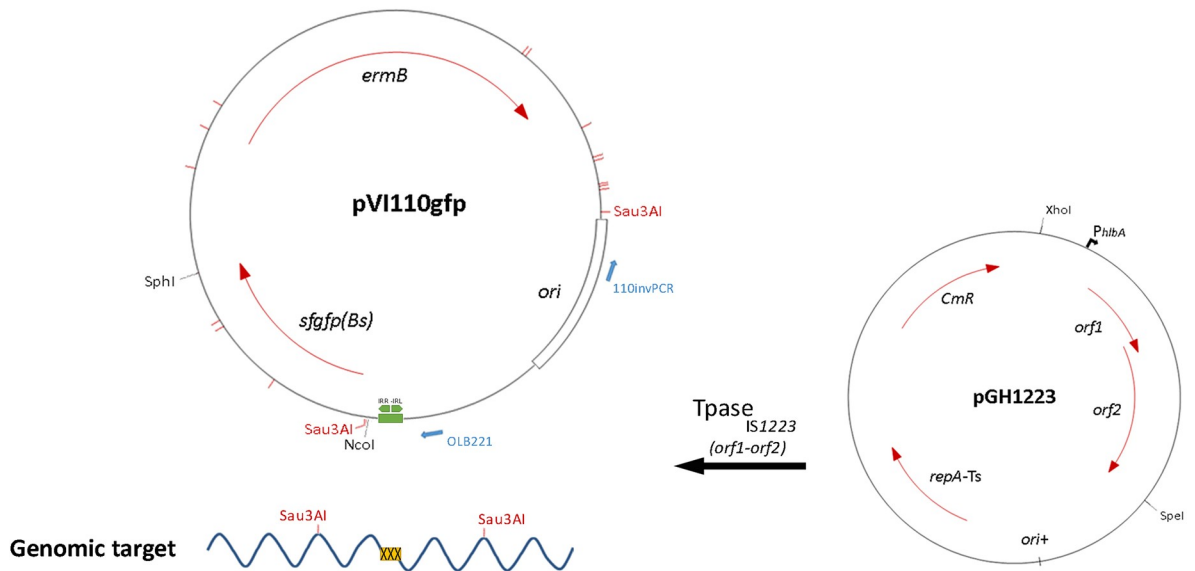 ermB
pVI110gfp
Sau3AI
SphI
ori
110invPCR
sfgfp(Bs)
IRR -IRL
Sau3AI
NcoI
OLB221
XhoI
PhlbA
CmR
orf1
pGH1223
orf2
repA-Ts
SpeI
ori+
Tpase
IS1223
(orf1-orf2)
Sau3AI
Sau3AI
Genomic target
XXX